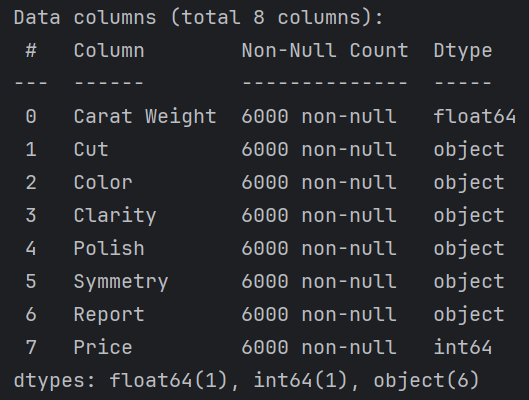 Data columns (total 8 columns):
 #   Column        Non-Null Count  Dtype
---  ------        --------------  -----
 0   Carat Weight  6000 non-null   float64
 1   Cut           6000 non-null   object
 2   Color         6000 non-null   object
 3   Clarity       6000 non-null   object
 4   Polish        6000 non-null   object
 5   Symmetry      6000 non-null   object
 6   Report        6000 non-null   object
 7   Price         6000 non-null   int64
dtypes: float64(1), int64(1), object(6)